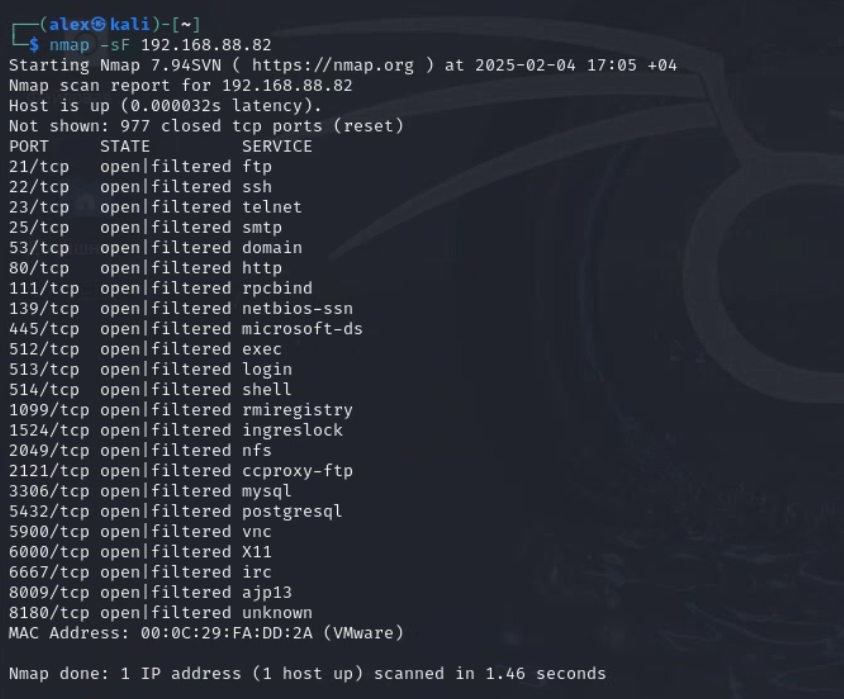 ┌──(alex㉿kali)-[~]
└─$ nmap -sF 192.168.88.82
Starting Nmap 7.94SVN ( https://nmap.org ) at 2025-02-04 17:05 +04
Nmap scan report for 192.168.88.82
Host is up (0.000032s latency).
Not shown: 977 closed tcp ports (reset)
PORT     STATE         SERVICE
21/tcp   open|filtered ftp
22/tcp   open|filtered ssh
23/tcp   open|filtered telnet
25/tcp   open|filtered smtp
53/tcp   open|filtered domain
80/tcp   open|filtered http
111/tcp  open|filtered rpcbind
139/tcp  open|filtered netbios-ssn
445/tcp  open|filtered microsoft-ds
512/tcp  open|filtered exec
513/tcp  open|filtered login
514/tcp  open|filtered shell
1099/tcp open|filtered rmiregistry
1524/tcp open|filtered ingreslock
2049/tcp open|filtered nfs
2121/tcp open|filtered ccproxy-ftp
3306/tcp open|filtered mysql
5432/tcp open|filtered postgresql
5900/tcp open|filtered vnc
6000/tcp open|filtered X11
6667/tcp open|filtered irc
8009/tcp open|filtered ajp13
8180/tcp open|filtered unknown
MAC Address: 00:0C:29:FA:DD:2A (VMware)

Nmap done: 1 IP address (1 host up) scanned in 1.46 seconds